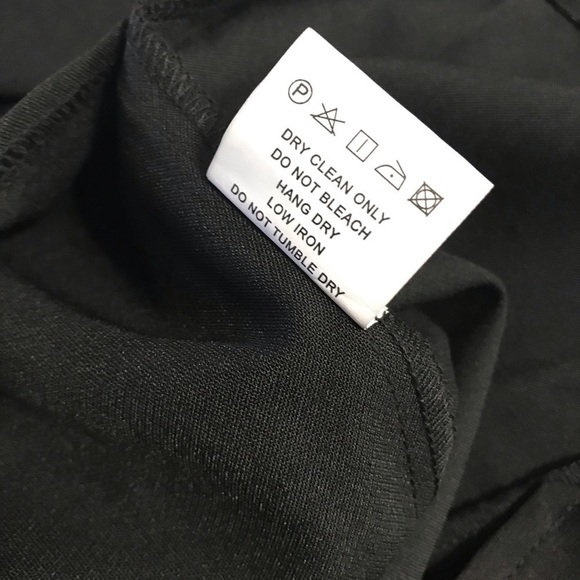 P
DRY CLEAN ONLY
DO NOT BLEACH
HANG DRY
LOW IRON
DO NOT TUMBLE DRY